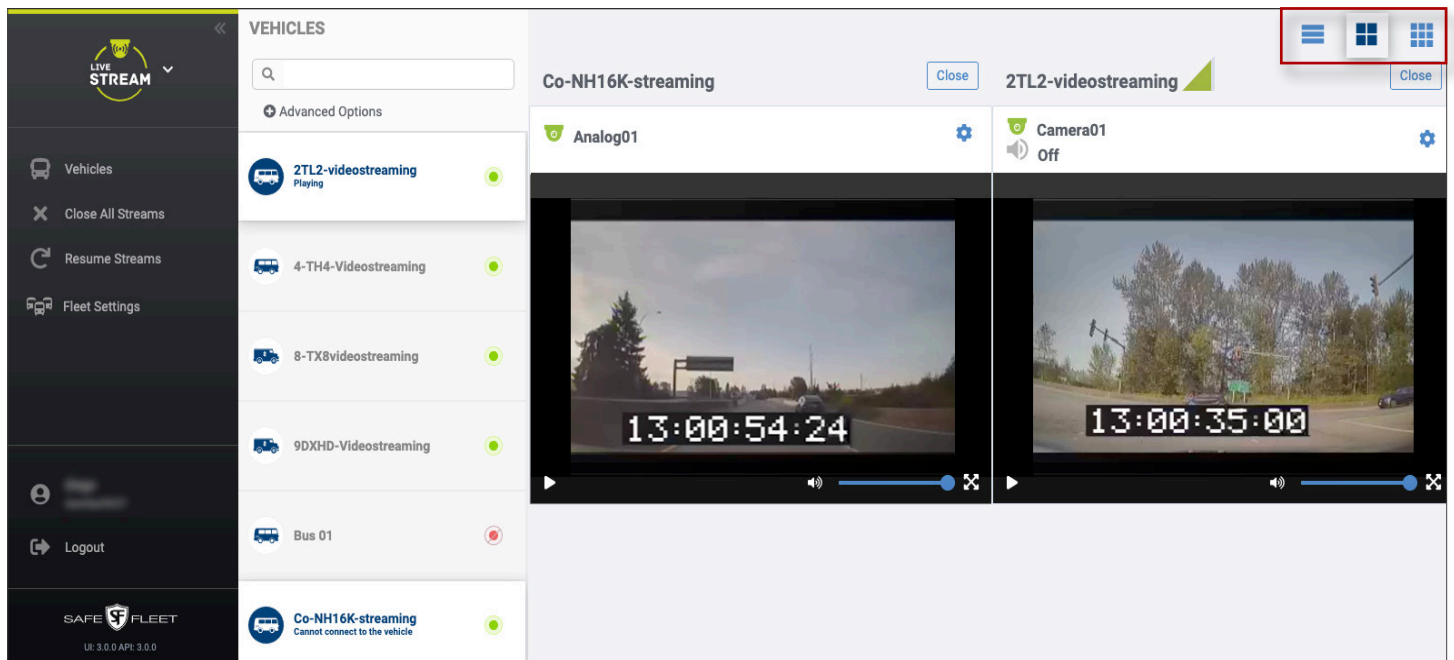 LIVE
STREAM
Vehicles
Close All Streams
Resume Streams
Fleet Settings
Logout
SAFE SF FLEET
UI: 3.0.0 API: 3.0.0
VEHICLES
Advanced Options
2TL2-videostreaming
Playing
4-TH4-Videostreaming
8-TX8videostreaming
9DXHD-Videostreaming
Bus 01
Co-NH16K-streaming
Cannot connect to the vehicle
Co-NH16K-streaming
Close
Analog01
13:00:54:24
2TL2-videostreaming
Close
Camera01
Off
13:00:35:00